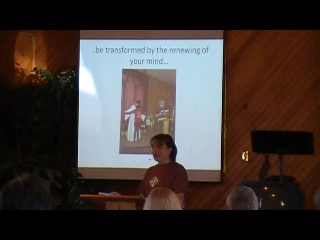 ..be transformed by the renewing of
your mind...